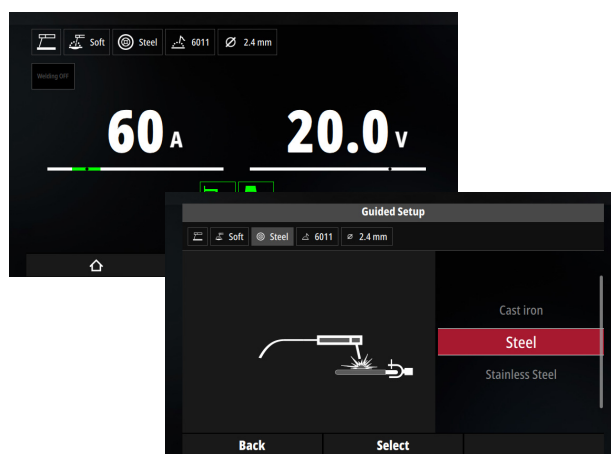 Soft Steel 6011 Ø 2.4 mm
Welding OFF
60 A 20.0 V
Guided Setup
Soft Steel 6011 Ø 2.4 mm
Cast iron
Steel
Stainless Steel
Back Select